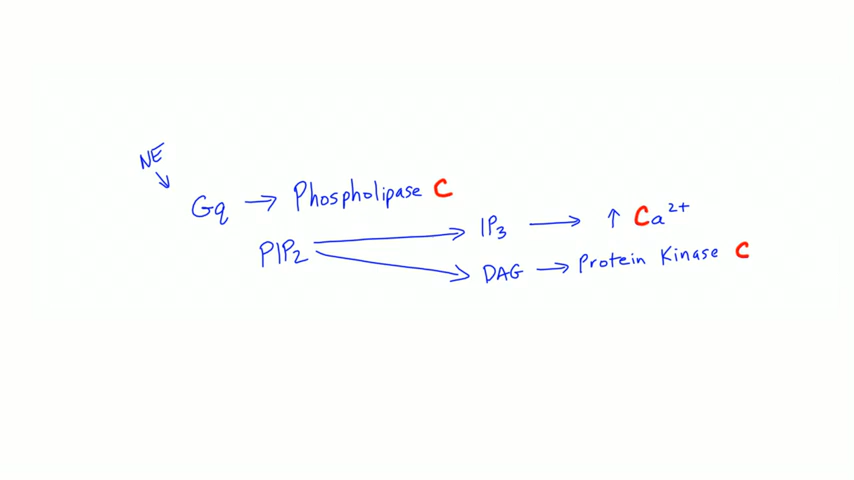 NE
Gq → Phospholipase C
PIP₂ → IP₃ → ↑ Ca²⁺
→ DAG → Protein Kinase C